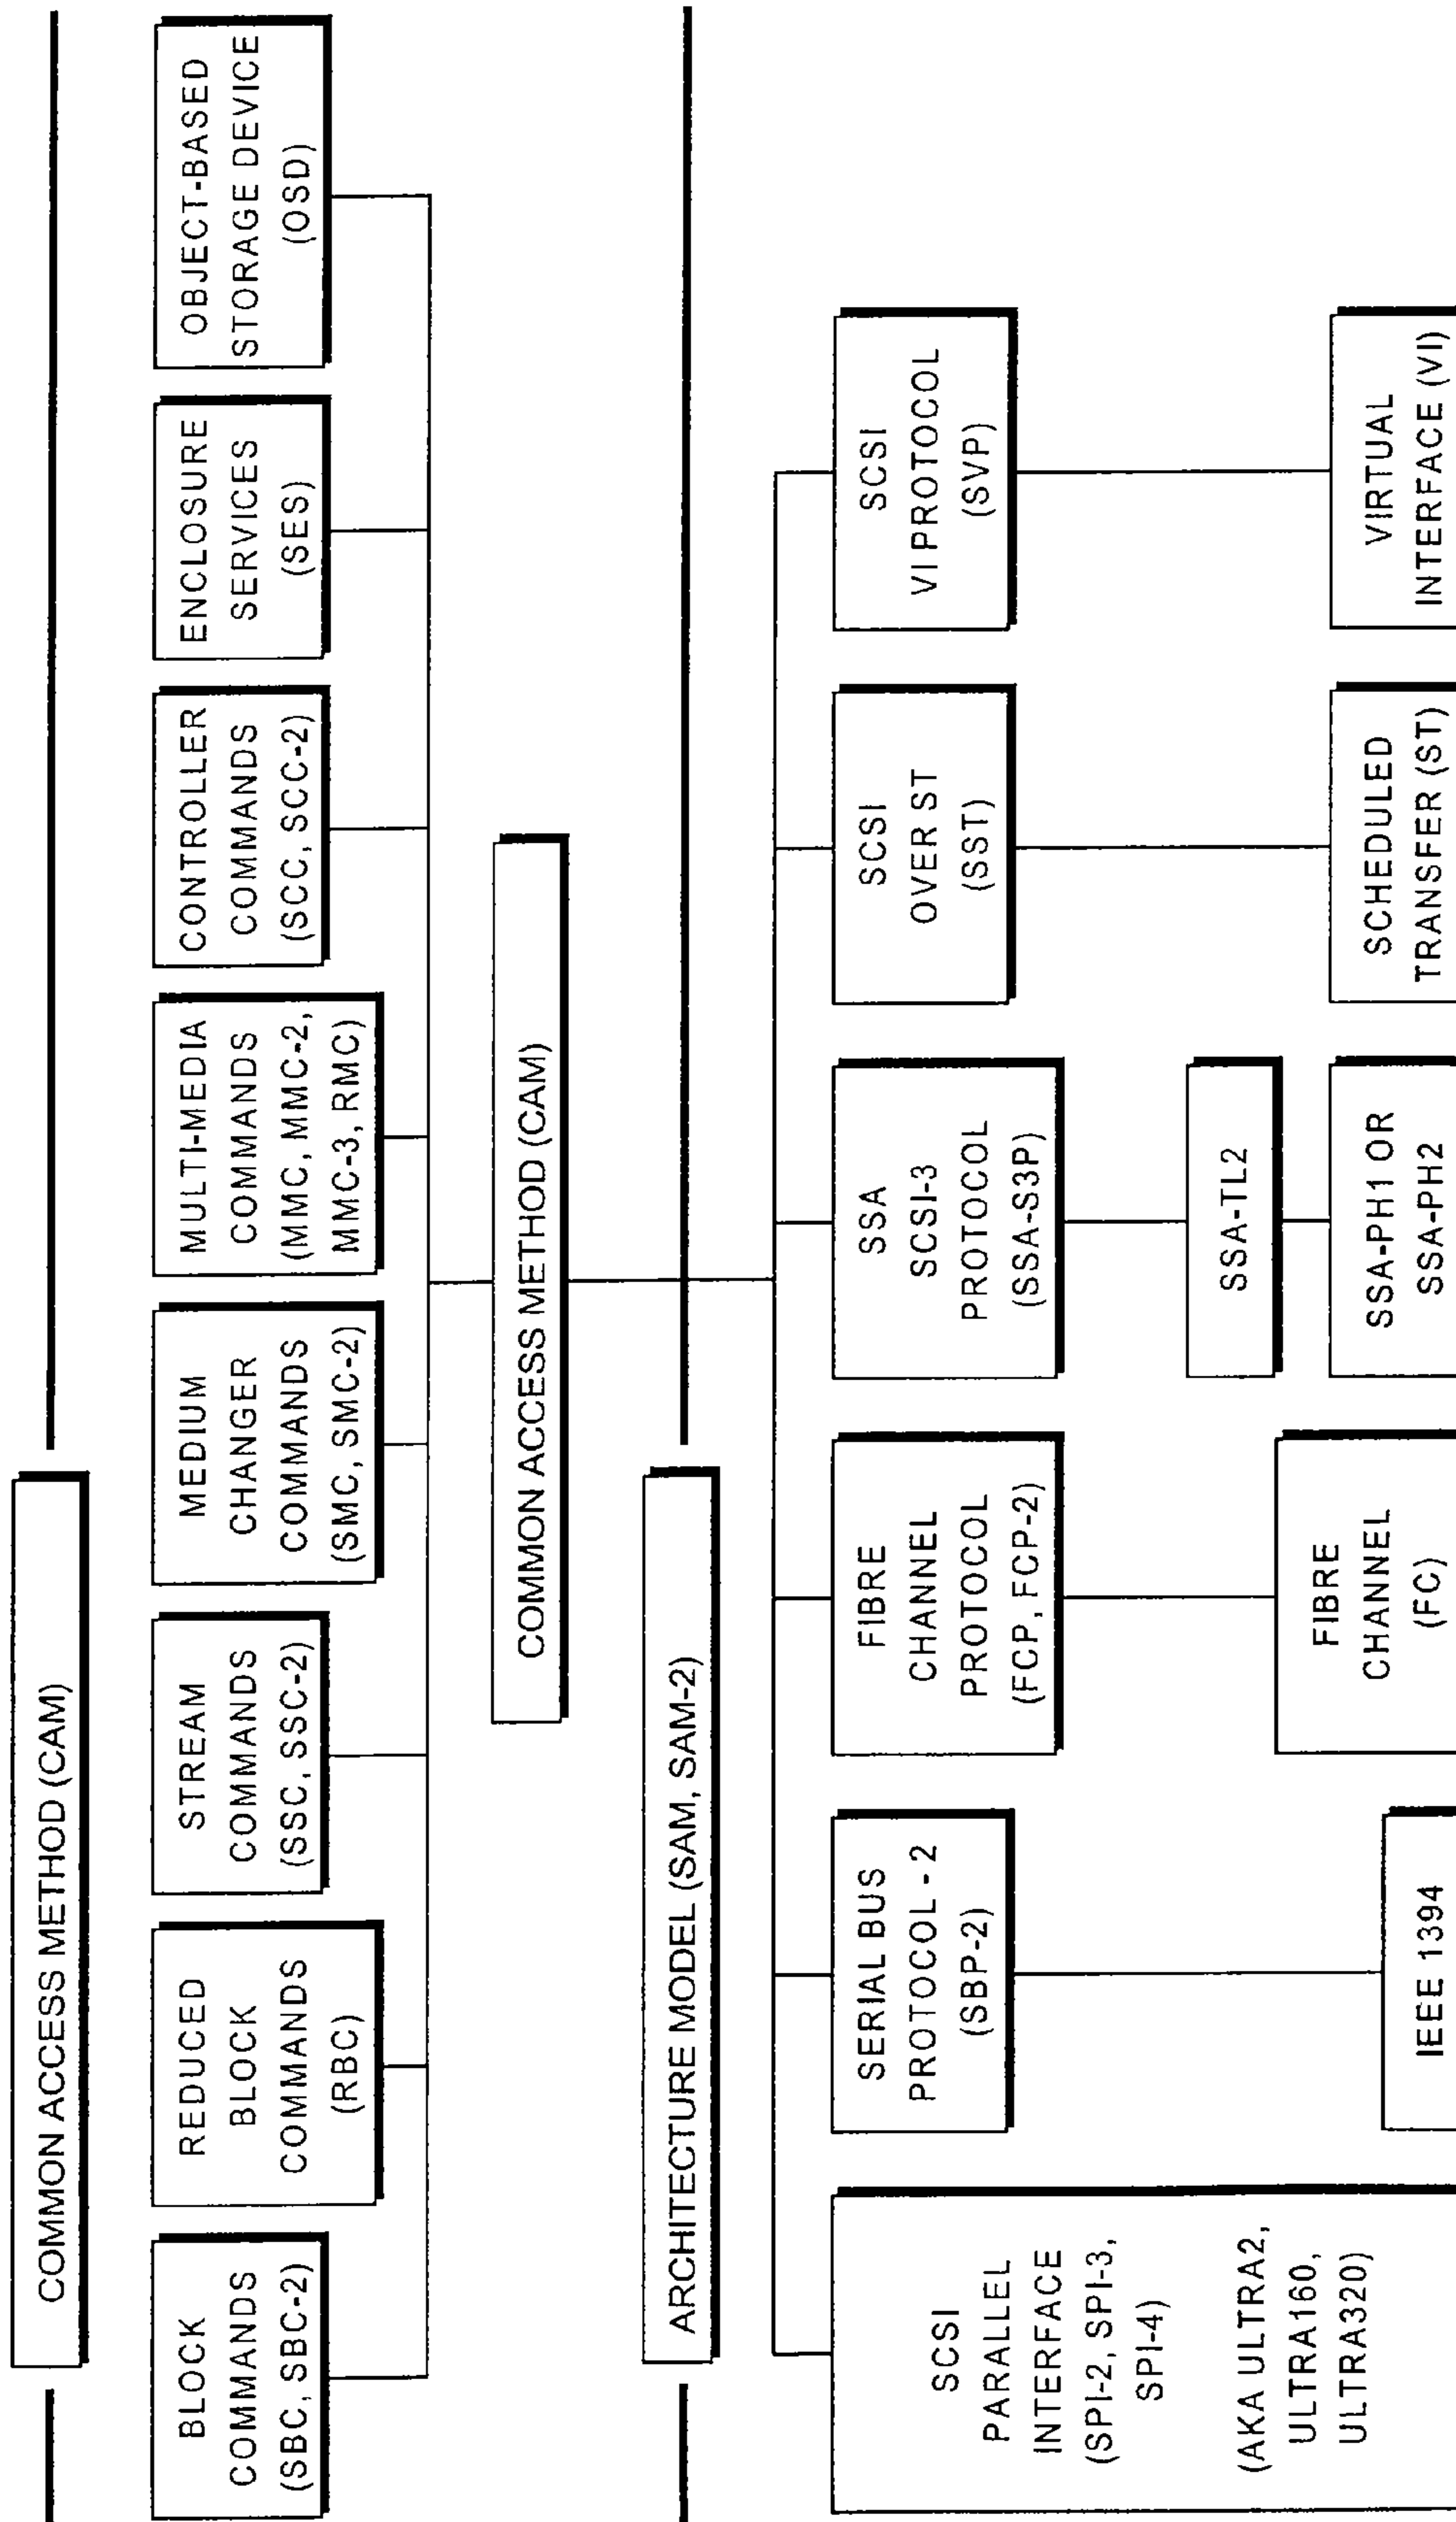 COMMON ACCESS METHOD (CAM)
BLOCK
COMMANDS
(SBC, SBC-2)
REDUCED
BLOCK
COMMANDS
(RBC)
STREAM
COMMANDS
(SSC, SSC-2)
MEDIUM
CHANGER
COMMANDS
(SMC, SMC-2)
MULTI-MEDIA
COMMANDS
(MMC, MMC-2,
MMC-3, RMC)
CONTROLLER
COMMANDS
(SCC, SCC-2)
ENCLOSURE
SERVICES
(SES)
OBJECT-BASED
STORAGE DEVICE
(OSD)
COMMON ACCESS METHOD (CAM)
ARCHITECTURE MODEL (SAM, SAM-2)
SCSI
PARALLEL
INTERFACE
(SPI-2, SPI-3,
SPI-4)
(AKA ULTRA2,
ULTRA160,
ULTRA320)
SERIAL BUS
PROTOCOL - 2
(SBP-2)
FIBRE
CHANNEL
PROTOCOL
(FCP, FCP-2)
SSA
SCSI-3
PROTOCOL
(SSA-S3P)
SCSI
OVER ST
(SST)
SCSI
VI PROTOCOL
(SVP)
IEEE 1394
FIBRE
CHANNEL
(FC)
SSA-TL2
SSA-PH1 OR
SSA-PH2
SCHEDULED
TRANSFER (ST)
VIRTUAL
INTERFACE (VI)